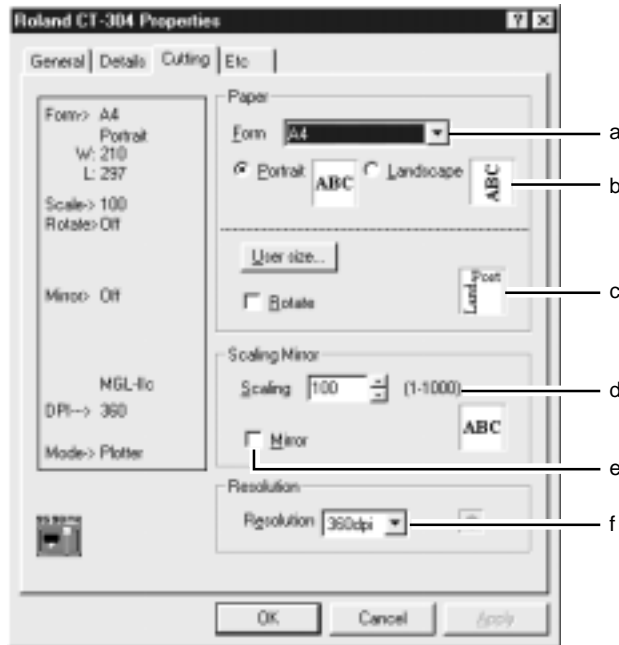 Roland CT-304 Properties
General Details Cutting Etc
Form-> A4
Portrait
W: 210
L: 297
Scale-> 100
Rotate> Off
Mirror> Off
MGL-IIc
DPI--> 360
Mode-> Plotter
Paper
Form A4
Portrait ABC Landscape ABC
User size...
Rotate
Land Port
Scaling Mirror
Scaling 100 (1-1000)
Mirror
ABC
Resolution
Resolution 360dpi
OK Cancel Apply
a
b
c
d
e
f